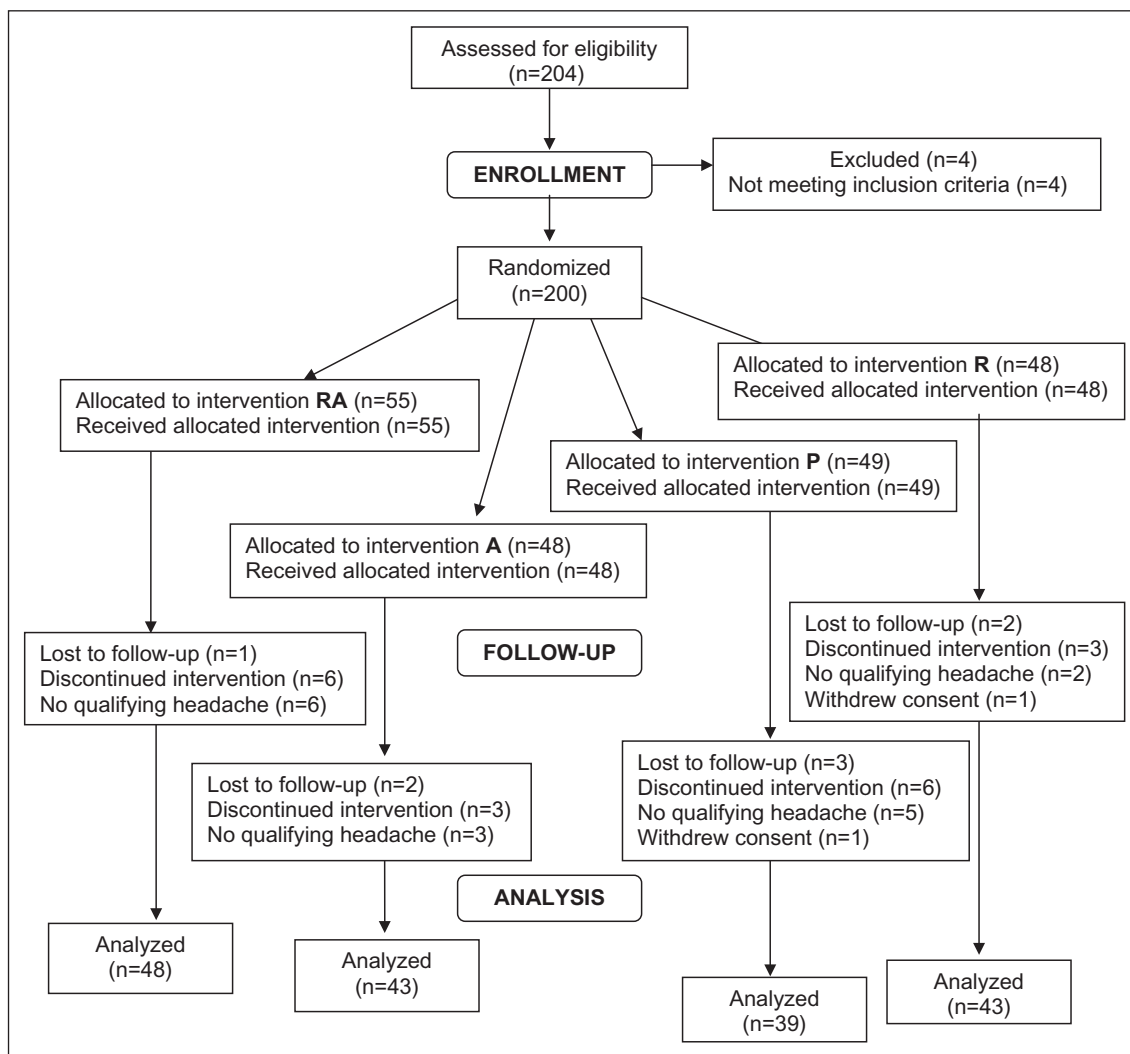 Assessed for eligibility
(n=204)
ENROLLMENT
Excluded (n=4)
Not meeting inclusion criteria (n=4)
Randomized
(n=200)
Allocated to intervention RA (n=55)
Received allocated intervention (n=55)
Allocated to intervention A (n=48)
Received allocated intervention (n=48)
Allocated to intervention P (n=49)
Received allocated intervention (n=49)
Allocated to intervention R (n=48)
Received allocated intervention (n=48)
FOLLOW-UP
Lost to follow-up (n=1)
Discontinued intervention (n=6)
No qualifying headache (n=6)
Lost to follow-up (n=2)
Discontinued intervention (n=3)
No qualifying headache (n=3)
Lost to follow-up (n=3)
Discontinued intervention (n=6)
No qualifying headache (n=5)
Withdrew consent (n=1)
Lost to follow-up (n=2)
Discontinued intervention (n=3)
No qualifying headache (n=2)
Withdrew consent (n=1)
ANALYSIS
Analyzed
(n=48)
Analyzed
(n=43)
Analyzed
(n=39)
Analyzed
(n=43)